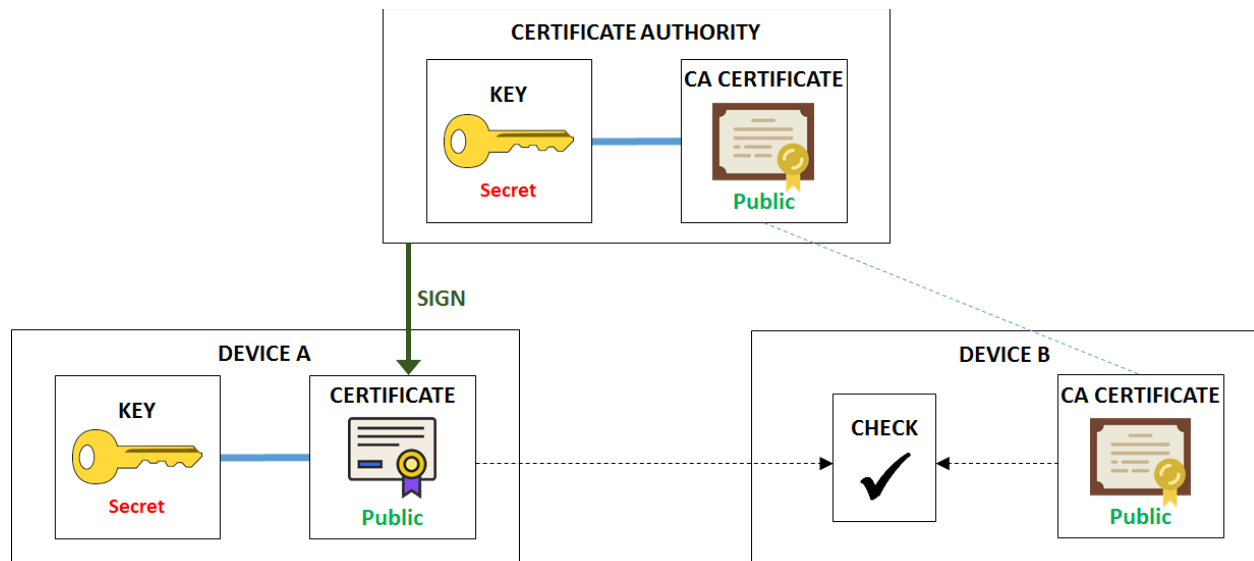 CERTIFICATE AUTHORITY
KEY
Secret
CA CERTIFICATE
Public
SIGN
DEVICE A
KEY
Secret
CERTIFICATE
Public
DEVICE B
CHECK
CA CERTIFICATE
Public